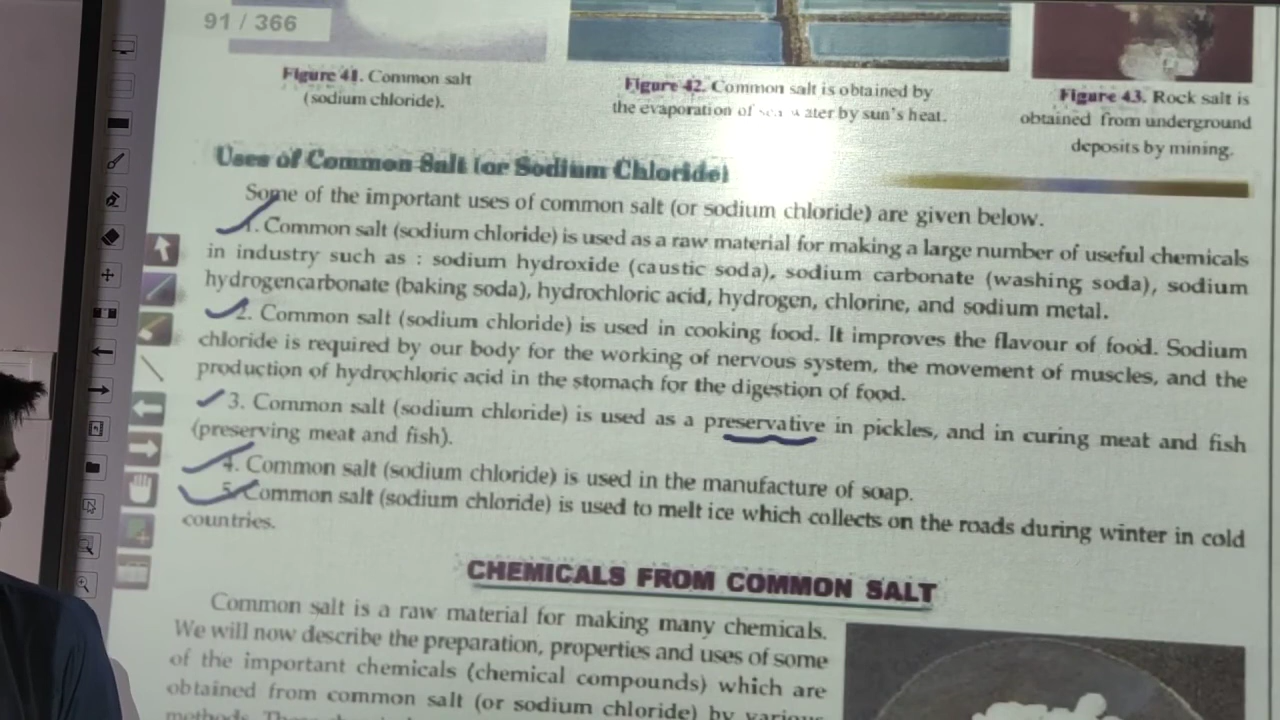 91 / 366
Figure 41. Common salt
(sodium chloride).
Figure 42. Common salt is obtained by
the evaporation of sea water by sun's heat.
Figure 43. Rock salt is
obtained from underground
deposits by mining.
Uses of Common Salt (or Sodium Chloride)
Some of the important uses of common salt (or sodium chloride) are given below.
1. Common salt (sodium chloride) is used as a raw material for making a large number of useful chemicals
in industry such as : sodium hydroxide (caustic soda), sodium carbonate (washing soda), sodium
hydrogencarbonate (baking soda), hydrochloric acid, hydrogen, chlorine, and sodium metal.
2. Common salt (sodium chloride) is used in cooking food. It improves the flavour of food. Sodium
chloride is required by our body for the working of nervous system, the movement of muscles, and the
production of hydrochloric acid in the stomach for the digestion of food.
3. Common salt (sodium chloride) is used as a preservative in pickles, and in curing meat and fish
(preserving meat and fish).
4. Common salt (sodium chloride) is used in the manufacture of soap.
5. Common salt (sodium chloride) is used to melt ice which collects on the roads during winter in cold
countries.
CHEMICALS FROM COMMON SALT
Common salt is a raw material for making many chemicals.
We will now describe the preparation, properties and uses of some
of the important chemicals (chemical compounds) which are
obtained from common salt (or sodium chloride) by various
methods.